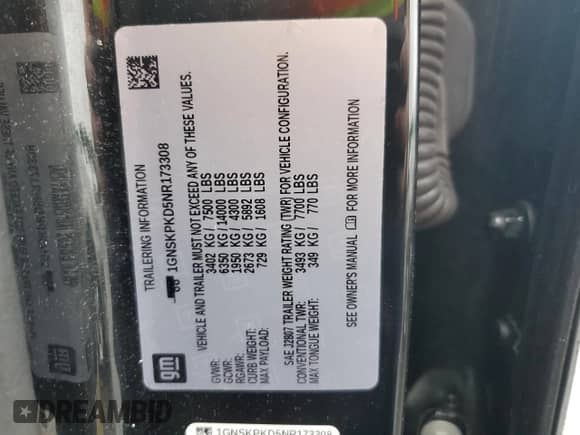 TRAILERING INFORMATION
1GNSKPKD5NR173308
VEHICLE AND TRAILER MUST NOT EXCEED ANY OF THESE VALUES.
GVWR: 3402 KG / 7500 LBS
GCWR: 6350 KG / 14000 LBS
RGAWR: 1950 KG / 4300 LBS
CURB WEIGHT: 2673 KG / 5892 LBS
MAX PAYLOAD: 729 KG / 1608 LBS
SAE J2807 TRAILER WEIGHT RATING (TWR) FOR VEHICLE CONFIGURATION.
CONVENTIONAL TWR: 3493 KG / 7700 LBS
MAX TONGUE WEIGHT: 349 KG / 770 LBS
SEE OWNER'S MANUAL FOR MORE INFORMATION
gm
1GNSKPKD5NR173308
DREAMBID